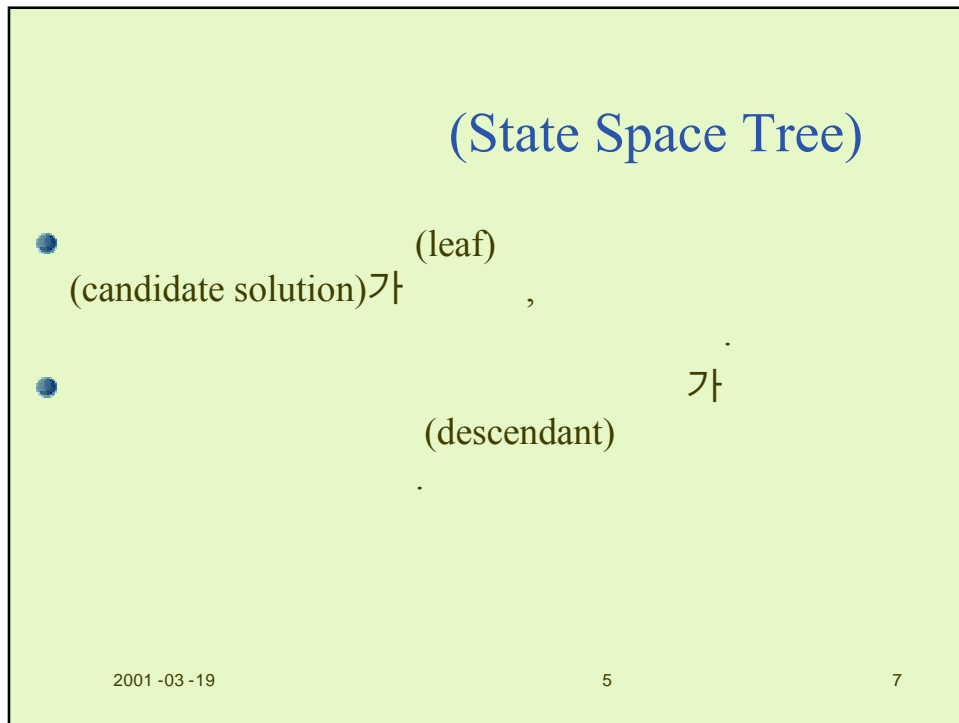 (State Space Tree)
(leaf)
(candidate solution)가 ,
.
가
(descendant)
.
2001 -03 -19 5 7